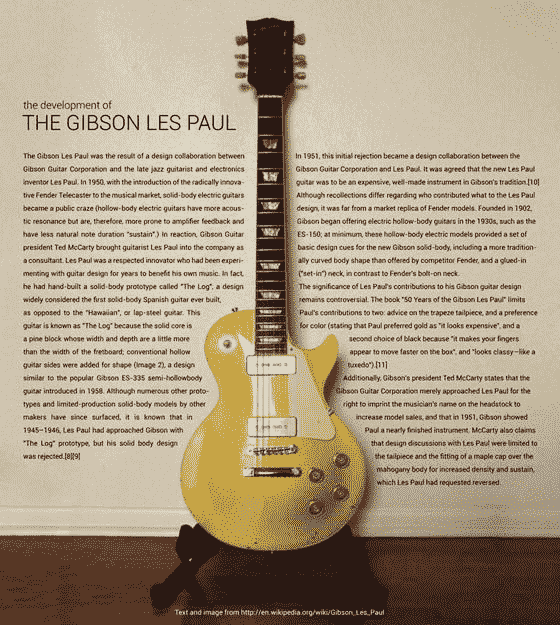 the development of
THE GIBSON LES PAUL
The Gibson Les Paul was the result of a design collaboration between
Gibson Guitar Corporation and the late jazz guitarist and electronics
inventor Les Paul. In 1950, with the introduction of the radically innova-
tive Fender Telecaster to the musical market, solid-body electric guitars
became a public craze (hollow-body electric guitars have more acous-
tic resonance but are, therefore, more prone to amplifier feedback and
have less natural note duration "sustain".) In reaction, Gibson Guitar
president Ted McCarty brought guitarist Les Paul into the company as
a consultant. Les Paul was a respected innovator who had been experi-
menting with guitar design for years to benefit his own music. In fact,
he had hand-built a solid-body prototype called "The Log", a design
widely considered the first solid-body Spanish guitar ever built,
as opposed to the "Hawaiian", or lap-steel guitar. This
guitar is known as "The Log" because the solid core is
a pine block whose width and depth are a little more
than the width of the fretboard; conventional hollow
guitar sides were added for shape (Image 2), a design
similar to the popular Gibson ES-335 semi-hollowbody
guitar introduced in 1958. Although numerous other proto-
types and limited-production solid-body models by other
makers have since surfaced, it is known that in
1945–1946, Les Paul had approached Gibson with
"The Log" prototype, but his solid body design
was rejected.[8][9]
In 1951, this initial rejection became a design collaboration between the
Gibson Guitar Corporation and Les Paul. It was agreed that the new Les Paul
guitar was to be an expensive, well-made instrument in Gibson's tradition.[10]
Although recollections differ regarding who contributed what to the Les Paul
design, it was far from a market replica of Fender models. Founded in 1902,
Gibson began offering electric hollow-body guitars in the 1930s, such as the
ES-150; at minimum, these hollow-body electric models provided a set of
basic design cues for the new Gibson solid-body, including a more tradition-
ally curved body shape than offered by competitor Fender, and a glued-in
("set-in") neck, in contrast to Fender's bolt-on neck.
The significance of Les Paul's contributions to his Gibson guitar design
remains controversial. The book "50 Years of the Gibson Les Paul" limits
Paul's contributions to two: advice on the trapeze tailpiece, and a preference
for color (stating that Paul preferred gold as "it looks expensive", and a
second choice of black because "it makes your fingers
appear to move faster on the box", and "looks classy—like a
tuxedo").[11]
Additionally, Gibson's president Ted McCarty states that the
Gibson Guitar Corporation merely approached Les Paul for the
right to imprint the musician's name on the headstock to
increase model sales, and that in 1951, Gibson showed
Paul a nearly finished instrument. McCarty also claims
that design discussions with Les Paul were limited to
the tailpiece and the fitting of a maple cap over the
mahogany body for increased density and sustain,
which Les Paul had requested reversed.
Text and image from http://en.wikipedia.org/wiki/Gibson_Les_Paul